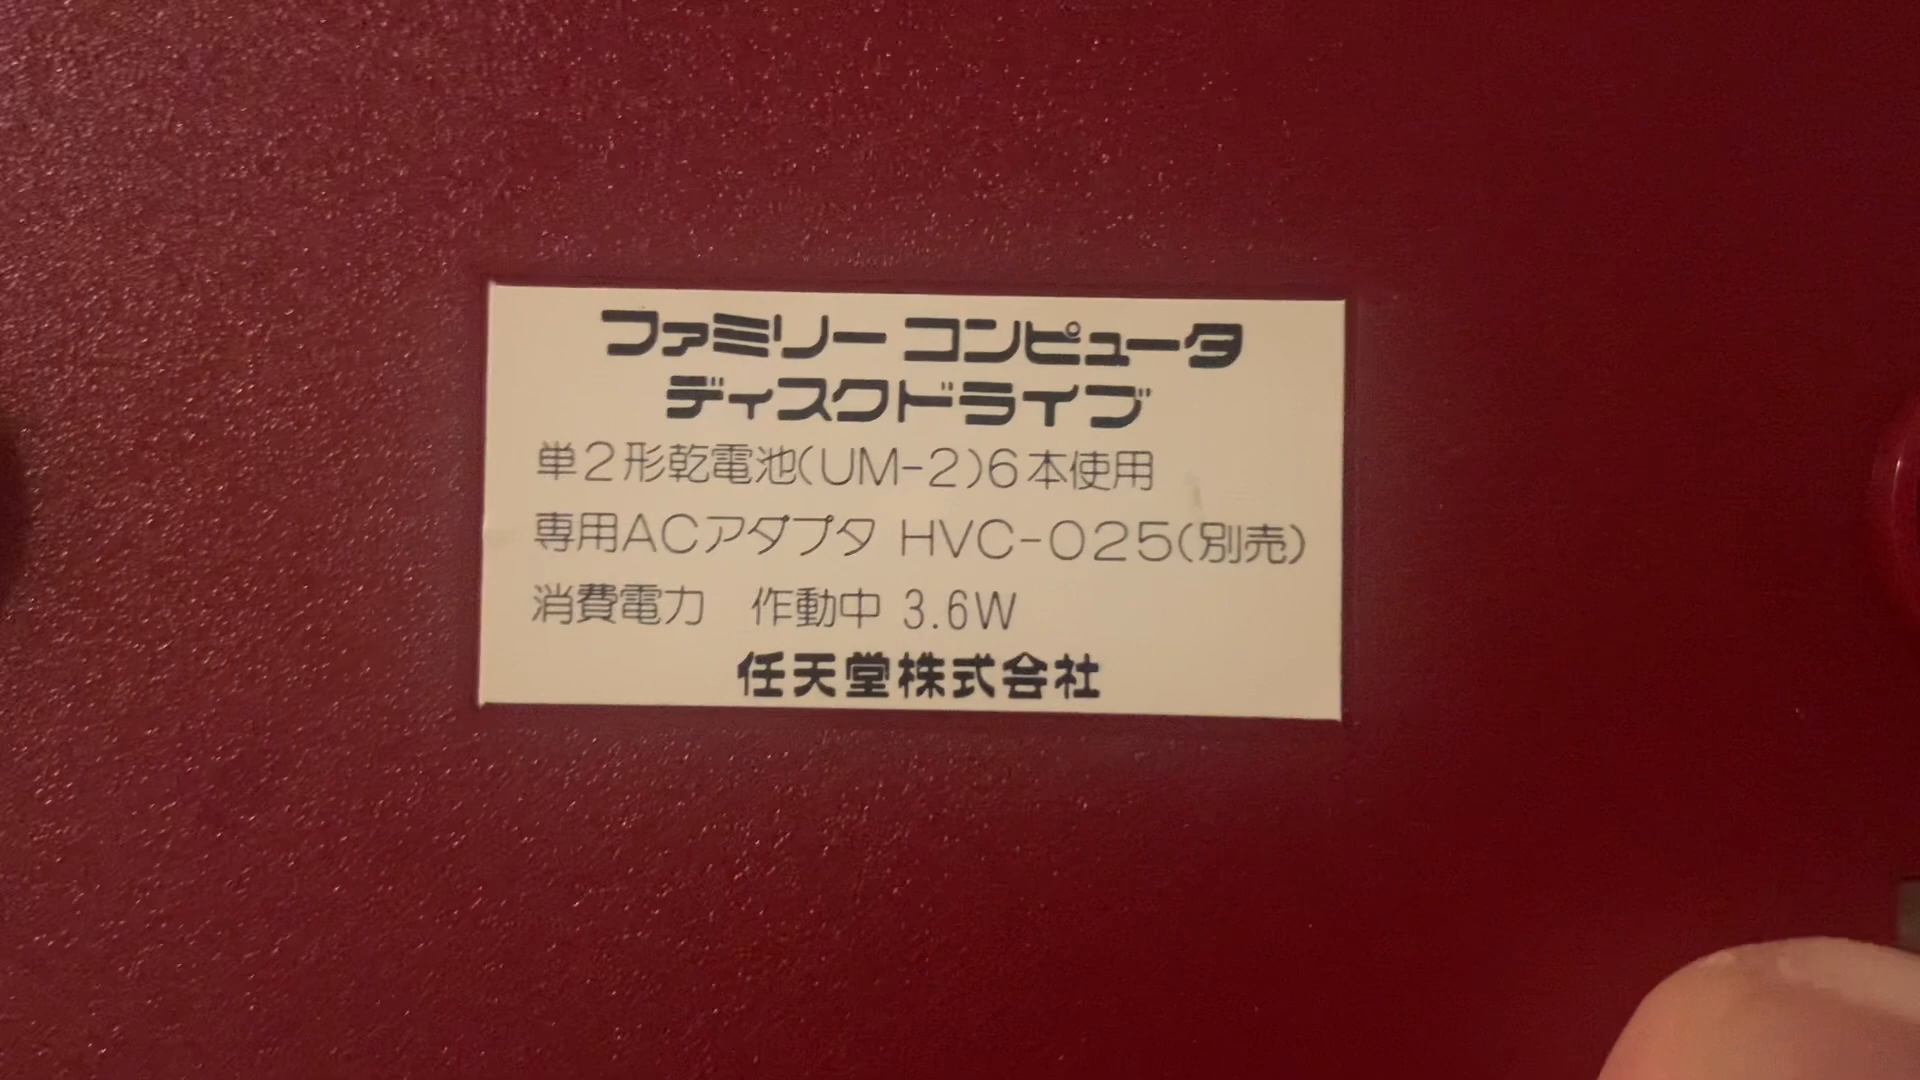 ファミリー コンピュータ
ディスクドライブ
単2形乾電池(UM-2)6本使用
専用ACアダプタ HVC-025(別売)
消費電力 作動中 3.6W
任天堂株式会社